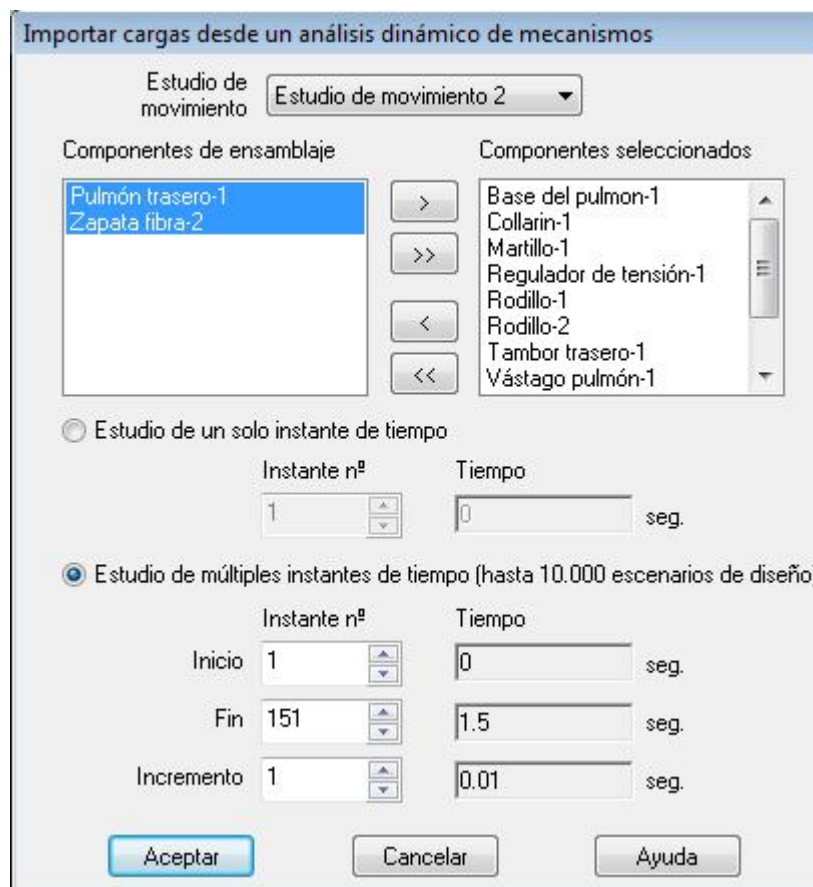 Importar cargas desde un análisis dinámico de mecanismos
Estudio de
movimiento
Estudio de movimiento 2
Componentes de ensamblaje
Componentes seleccionados
Pulmón trasero-1
Zapata fibra-2
>
>>
<
<<
Base del pulmon-1
Collarin-1
Martillo-1
Regulador de tensión-1
Rodillo-1
Rodillo-2
Tambor trasero-1
Vástago pulmón-1
Estudio de un solo instante de tiempo
Instante nº Tiempo
1 0 seg.
Estudio de múltiples instantes de tiempo (hasta 10.000 escenarios de diseño)
Instante nº Tiempo
Inicio 1 0 seg.
Fin 151 1.5 seg.
Incremento 1 0.01 seg.
Aceptar Cancelar Ayuda